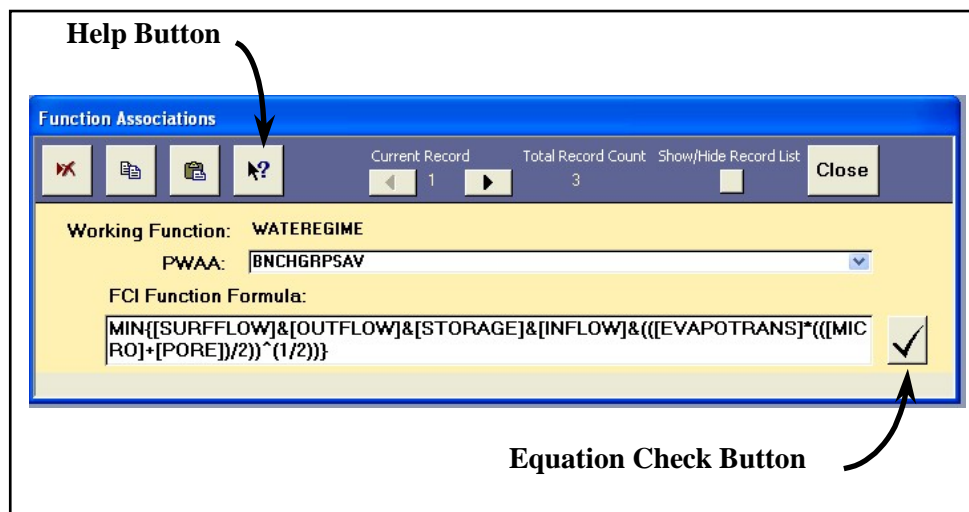 Help Button
Function Associations
?
Current Record
Total Record Count
Show/Hide Record List
1
3
Close
Working Function: WATEREGIME
PWAA: BNCHGRPSAV
FCI Function Formula:
MIN{[SURFFLOW]&[OUTFLOW]&[STORAGE]&[INFLOW]&(([EVAPOTRANS]*(([MIC
RO]+[PORE])/2))^(1/2))}
Equation Check Button